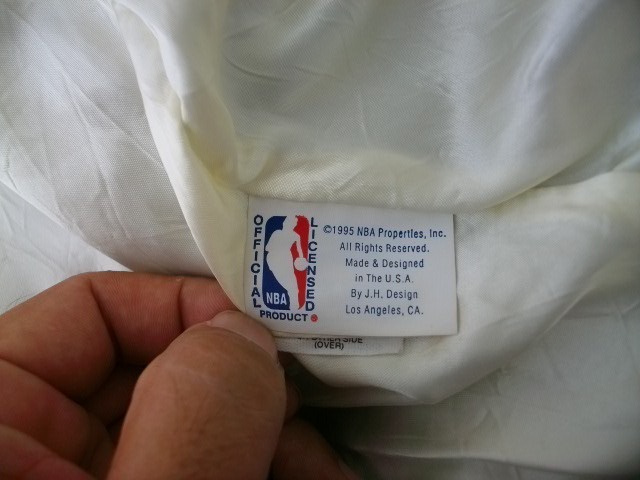 OFFICIAL
LICENSED
NBA
PRODUCT
©1995 NBA Properties, Inc.
All Rights Reserved.
Made & Designed
in The U.S.A.
By J.H. Design
Los Angeles, CA.
SIDE
(OVER)